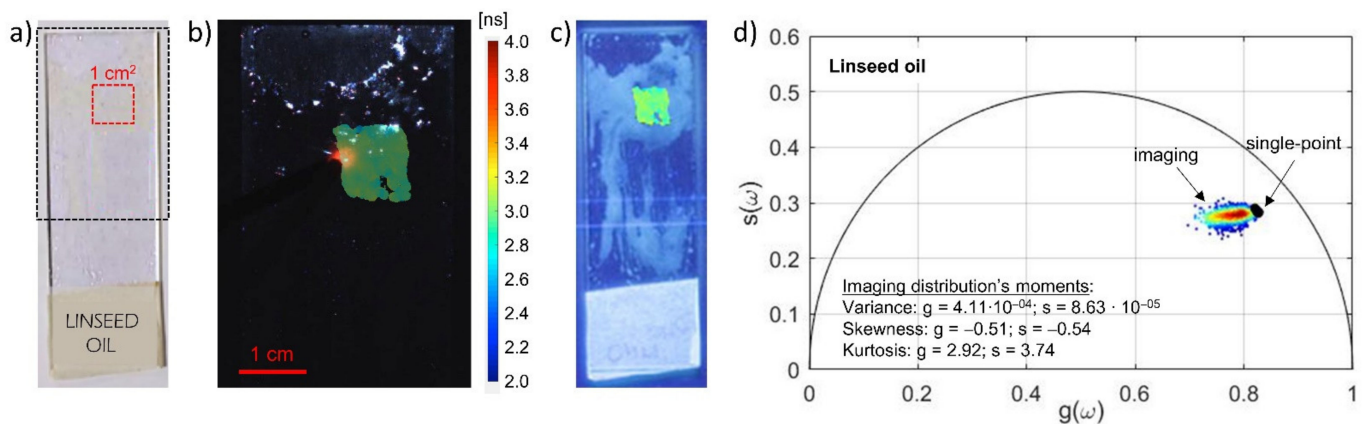 a)
1 cm²
LINSEED
OIL
b)
1 cm
[ns]
4.0
3.8
3.6
3.4
3.2
3.0
2.8
2.6
2.4
2.2
2.0
c)
d)
Linseed oil
imaging
single-point
Imaging distribution's moments:
Variance: g = 4.11·10⁻⁰⁴; s = 8.63 · 10⁻⁰⁵
Skewness: g = −0.51; s = −0.54
Kurtosis: g = 2.92; s = 3.74
s(ω)
0.6
0.5
0.4
0.3
0.2
0.1
0
0
0.2
0.4
0.6
0.8
1
g(ω)